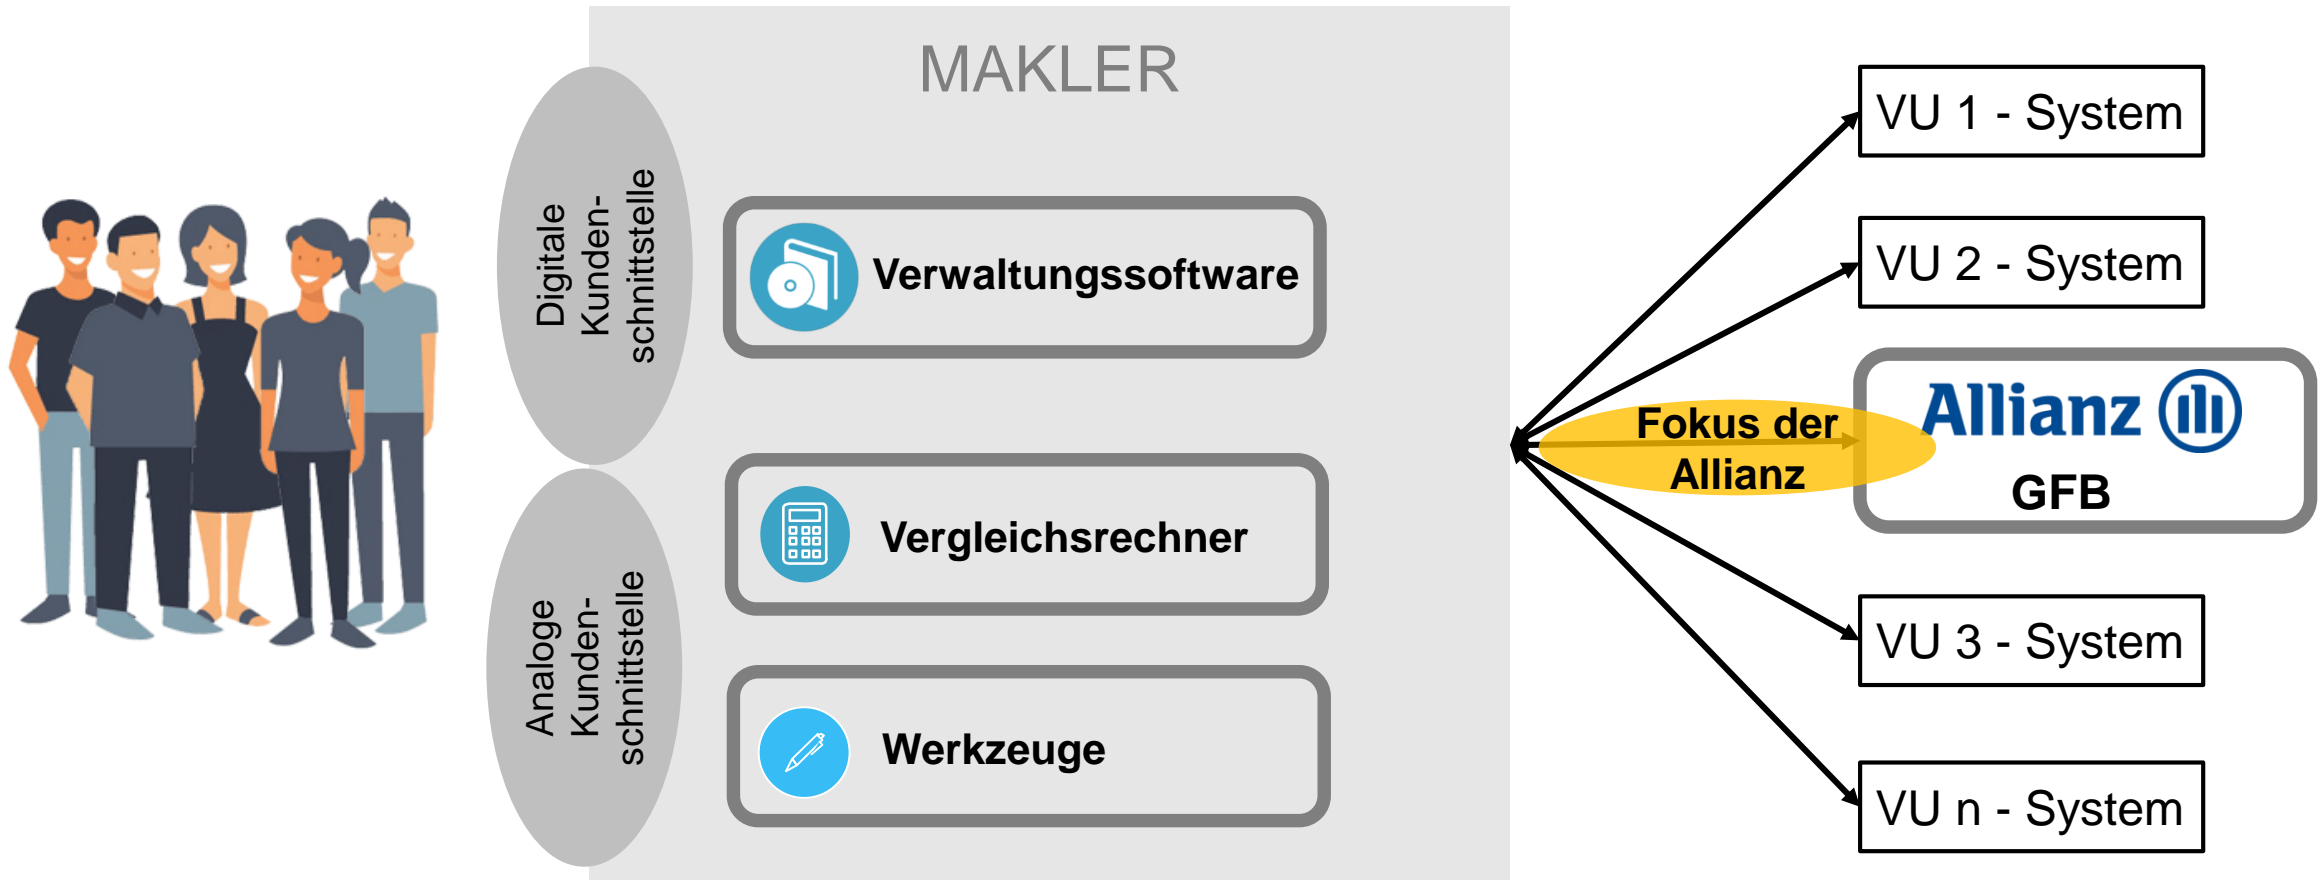 MAKLER
Digitale
Kunden-
schnittstelle
Analoge
Kunden-
schnittstelle
Verwaltungssoftware
Vergleichsrechner
Werkzeuge
VU 1 - System
VU 2 - System
Fokus der
Allianz
Allianz
GFB
VU 3 - System
VU n - System